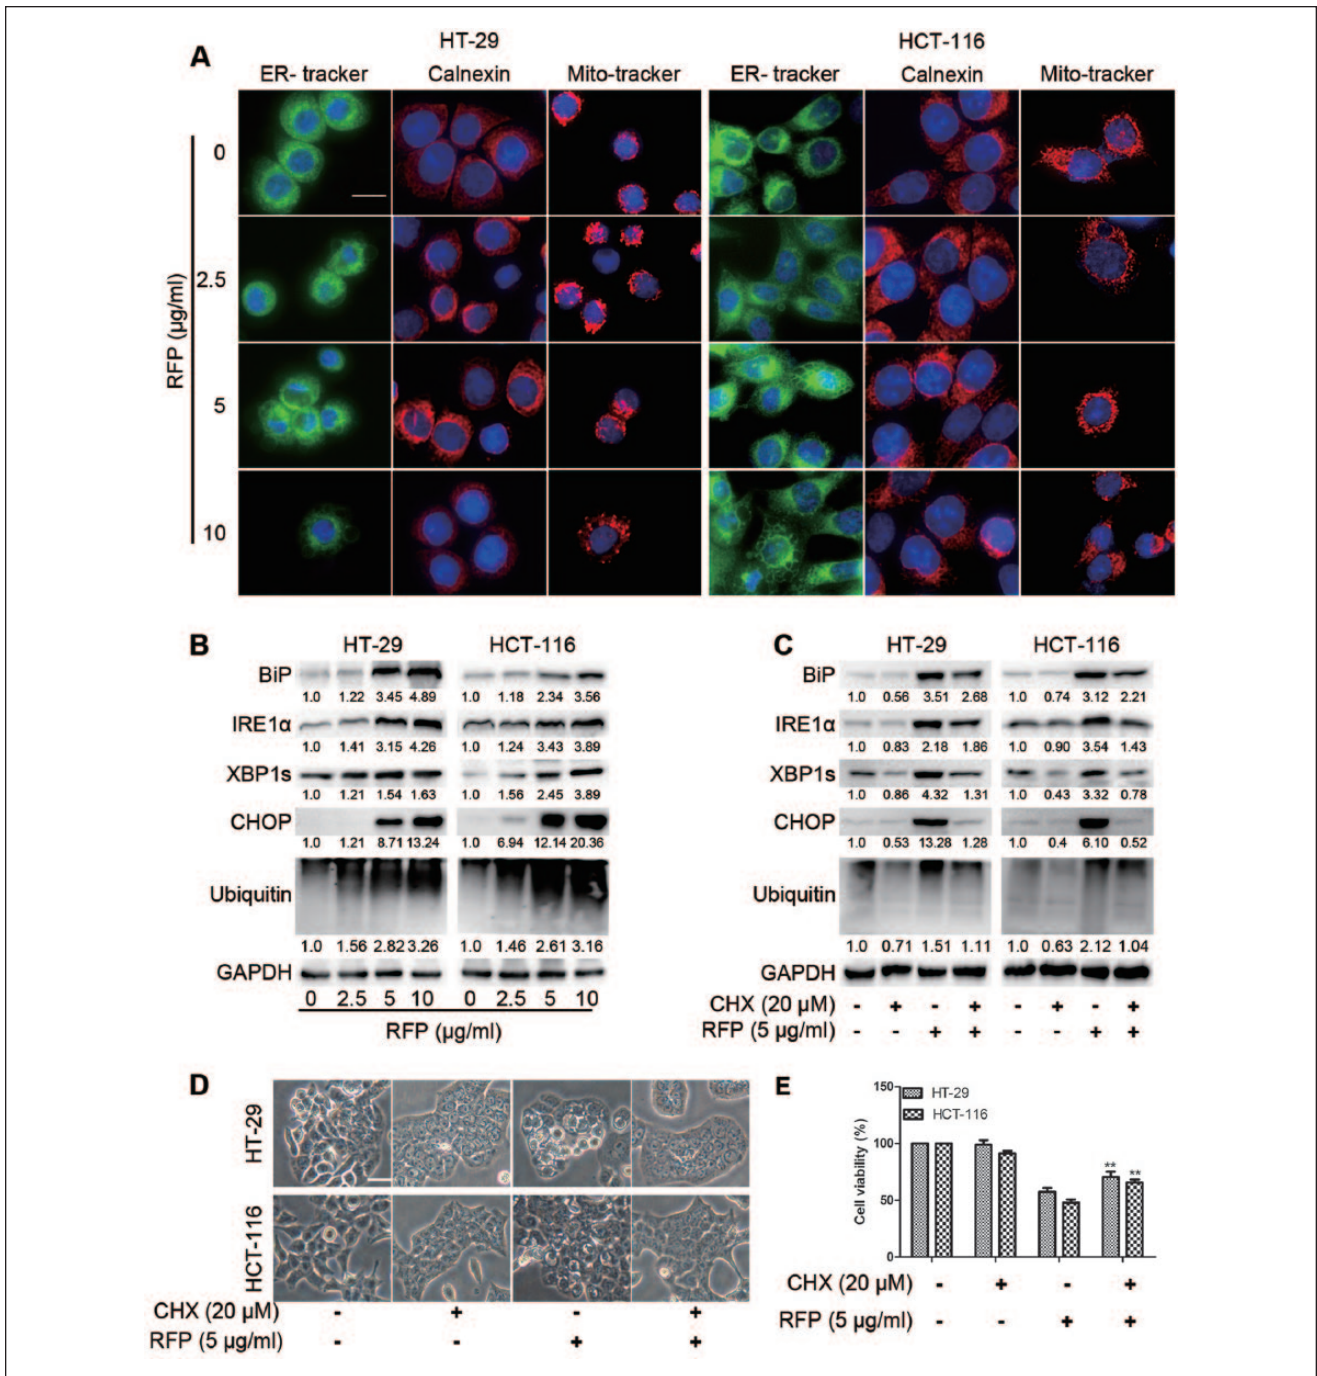 A
HT-29
HCT-116
ER- tracker Calnexin Mito-tracker ER- tracker Calnexin Mito-tracker
RFP (µg/ml)
0
2.5
5
10
B
HT-29 HCT-116
BiP
1.0 1.22 3.45 4.89 1.0 1.18 2.34 3.56
IRE1α
1.0 1.41 3.15 4.26 1.0 1.24 3.43 3.89
XBP1s
1.0 1.21 1.54 1.63 1.0 1.56 2.45 3.89
CHOP
1.0 1.21 8.71 13.24 1.0 6.94 12.14 20.36
Ubiquitin
1.0 1.56 2.82 3.26 1.0 1.46 2.61 3.16
GAPDH
0 2.5 5 10 0 2.5 5 10
RFP (µg/ml)
C
HT-29 HCT-116
BiP
1.0 0.56 3.51 2.68 1.0 0.74 3.12 2.21
IRE1α
1.0 0.83 2.18 1.86 1.0 0.90 3.54 1.43
XBP1s
1.0 0.86 4.32 1.31 1.0 0.43 3.32 0.78
CHOP
1.0 0.53 13.28 1.28 1.0 0.4 6.10 0.52
Ubiquitin
1.0 0.71 1.51 1.11 1.0 0.63 2.12 1.04
GAPDH
CHX (20 µM) - + - + - + - +
RFP (5 µg/ml) - - + + - - + +
D
HT-29
HCT-116
CHX (20 µM) - + - +
RFP (5 µg/ml) - - + +
E
Cell viability (%)
150
100
50
0
HT-29
HCT-116
** **
CHX (20 µM) - + - +
RFP (5 µg/ml) - - + +